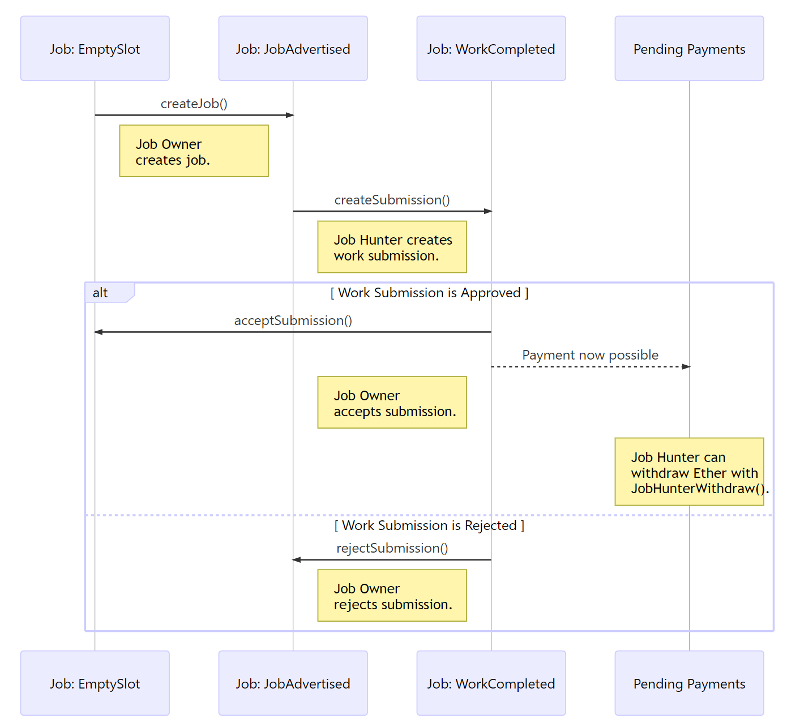 Job: EmptySlot
Job: JobAdvertised
Job: WorkCompleted
Pending Payments
createJob()
Job Owner
creates job.
createSubmission()
Job Hunter creates
work submission.
alt
[ Work Submission is Approved ]
acceptSubmission()
Payment now possible
Job Owner
accepts submission.
Job Hunter can
withdraw Ether with
JobHunterWithdraw().
[ Work Submission is Rejected ]
rejectSubmission()
Job Owner
rejects submission.
Job: EmptySlot
Job: JobAdvertised
Job: WorkCompleted
Pending Payments